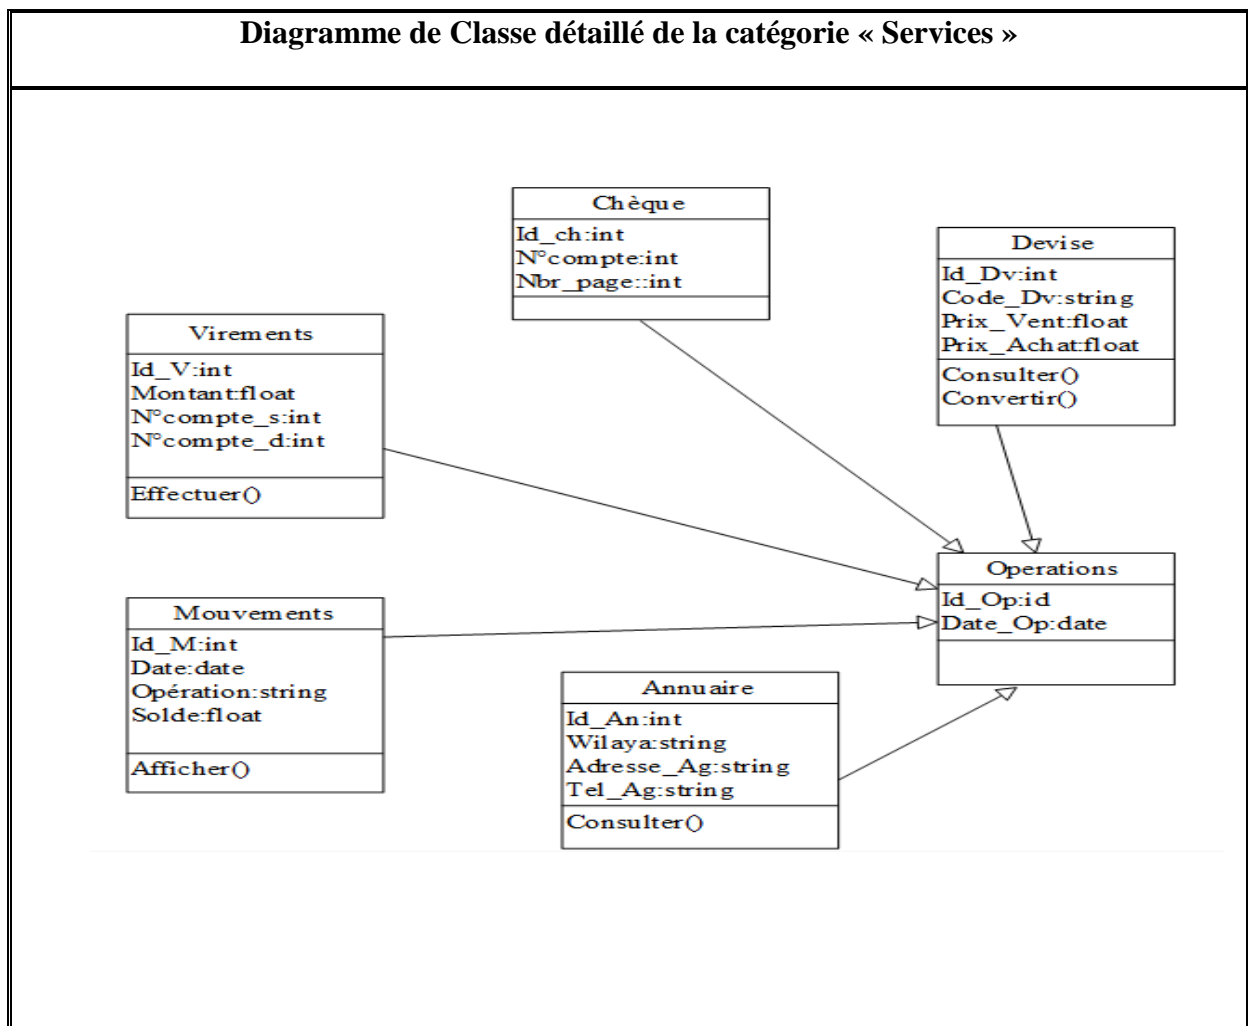 Diagramme de Classe détaillé de la catégorie « Services »
Chèque
Id_ch:int
N°compte:int
Nbr_page::int
Devise
Id_Dv:int
Code_Dv:string
Prix_Vent:float
Prix_Achat:float
Consulter()
Convertir()
Virements
Id_V:int
Montant:float
N°compte_s:int
N°compte_d:int
Effectuer()
Operations
Id_Op:id
Date_Op:date
Mouvements
Id_M:int
Date:date
Opération:string
Solde:float
Afficher()
Annuaire
Id_An:int
Wilaya:string
Adresse_Ag:string
Tel_Ag:string
Consulter()